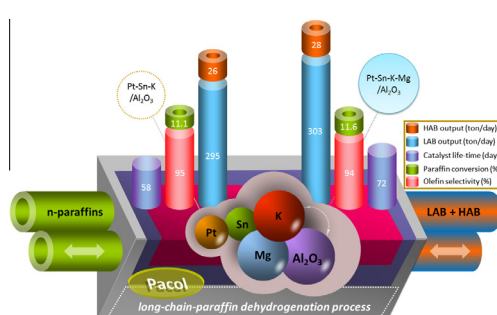 28
26
Pt-Sn-K
/Al₂O₃
Pt-Sn-K-Mg
/Al₂O₃
HAB output (ton/day)
LAB output (ton/day)
Catalyst life-time (day
Paraffin conversion (%
Olefin selectivity (%)
11.1
11.6
295
303
58
95
94
72
n-paraffins
LAB + HAB
K
Sn
Pt
Mg
Al₂O₃
Pacol
long-chain-paraffin dehydrogenation process